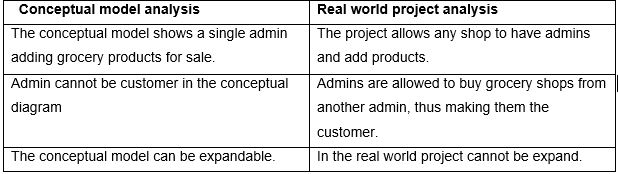 Conceptual model analysis
Real world project analysis
The conceptual model shows a single admin
adding grocery products for sale.
The project allows any shop to have admins
and add products.
Admin cannot be customer in the conceptual
diagram
Admins are allowed to buy grocery shops from
another admin, thus making them the
customer.
The conceptual model can be expandable.
In the real world project cannot be expand.